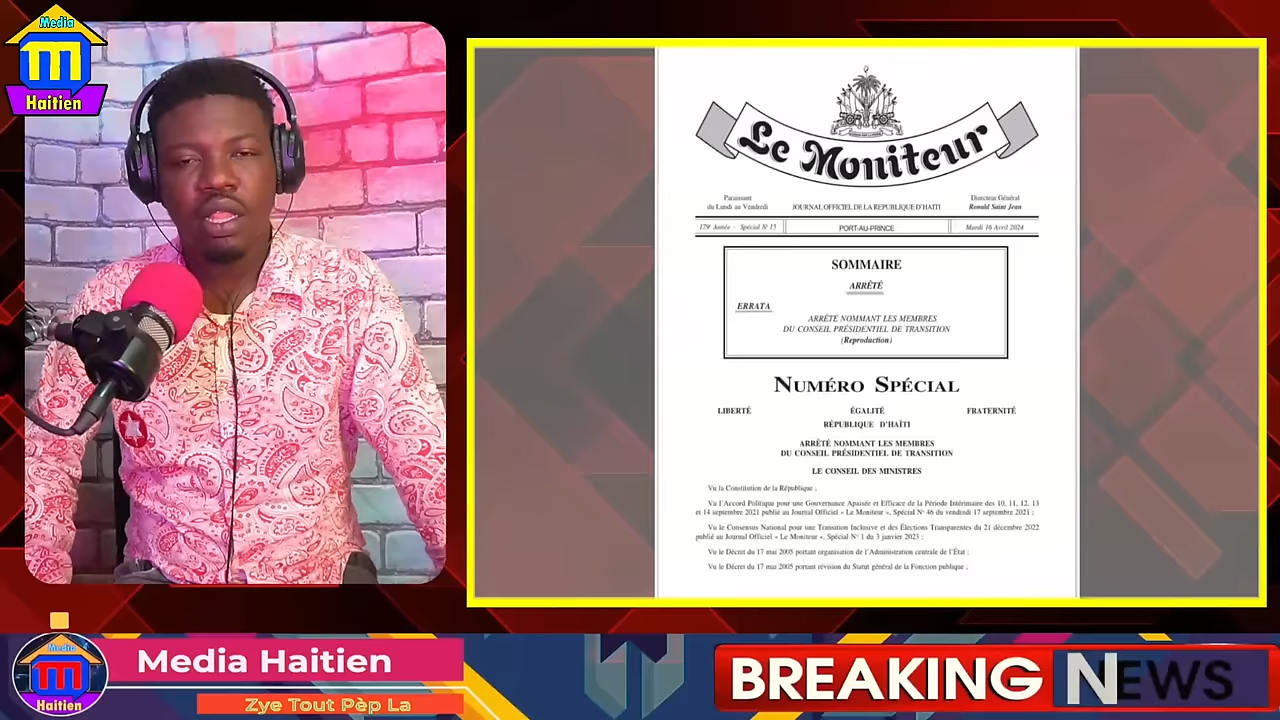 Media
Haitien
Le Moniteur
Paraissant
du Lundi au Vendredi
JOURNAL OFFICIEL DE LA REPUBLIQUE D'HAITI
Directeur Général
Ronald Saint Jean
179e Année - Spécial No 15
PORT-AU-PRINCE
Mardi 16 Avril 2024
SOMMAIRE
ARRÊTÉ
ERRATA
ARRÊTÉ NOMMANT LES MEMBRES
DU CONSEIL PRÉSIDENTIEL DE TRANSITION
(Reproduction)
NUMÉRO SPÉCIAL
LIBERTÉ ÉGALITÉ FRATERNITÉ
RÉPUBLIQUE D'HAÏTI
ARRÊTÉ NOMMANT LES MEMBRES
DU CONSEIL PRÉSIDENTIEL DE TRANSITION
LE CONSEIL DES MINISTRES
Vu la Constitution de la République ;
Vu l'Accord Politique pour une Gouvernance Apaisée et Efficace de la Période Intérimaire des 10, 11, 12, 13
et 14 septembre 2021 publié au Journal Officiel « Le Moniteur », Spécial No 46 du vendredi 17 septembre 2021 ;
Vu le Consensus National pour une Transition Inclusive et des Élections Transparentes du 21 décembre 2022
publié au Journal Officiel « Le Moniteur », Spécial No 1 du 3 janvier 2023 ;
Vu le Décret du 17 mai 2005 portant organisation de l'Administration centrale de l'État ;
Vu le Décret du 17 mai 2005 portant révision du Statut général de la Fonction publique ;
Media
Haitien
Media Haitien
Zye Tout Pèp La
BREAKING NEWS